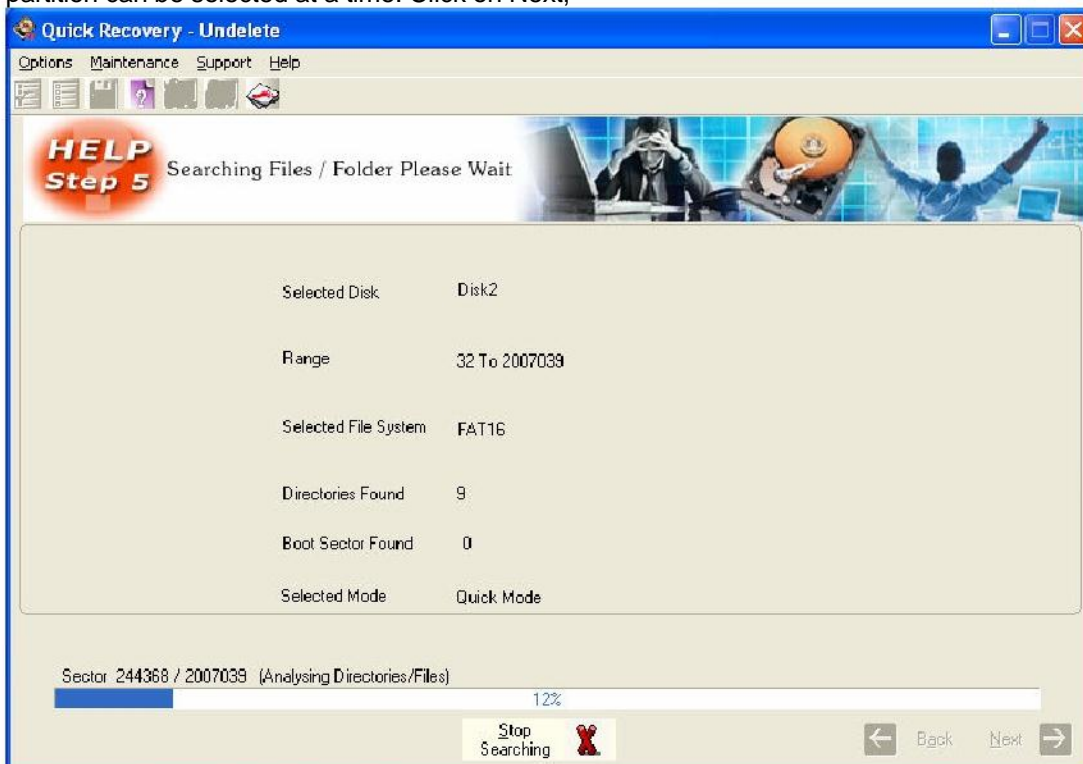 partition can be selected at a time. Click on Next,
Quick Recovery - Undelete
Options Maintenance Support Help
HELP
Step 5
Searching Files / Folder Please Wait
Selected Disk Disk2
Range 32 To 2007039
Selected File System FAT16
Directories Found 9
Boot Sector Found 0
Selected Mode Quick Mode
Sector 244368 / 2007039 (Analysing Directories/Files)
12%
Stop
Searching
Back Next